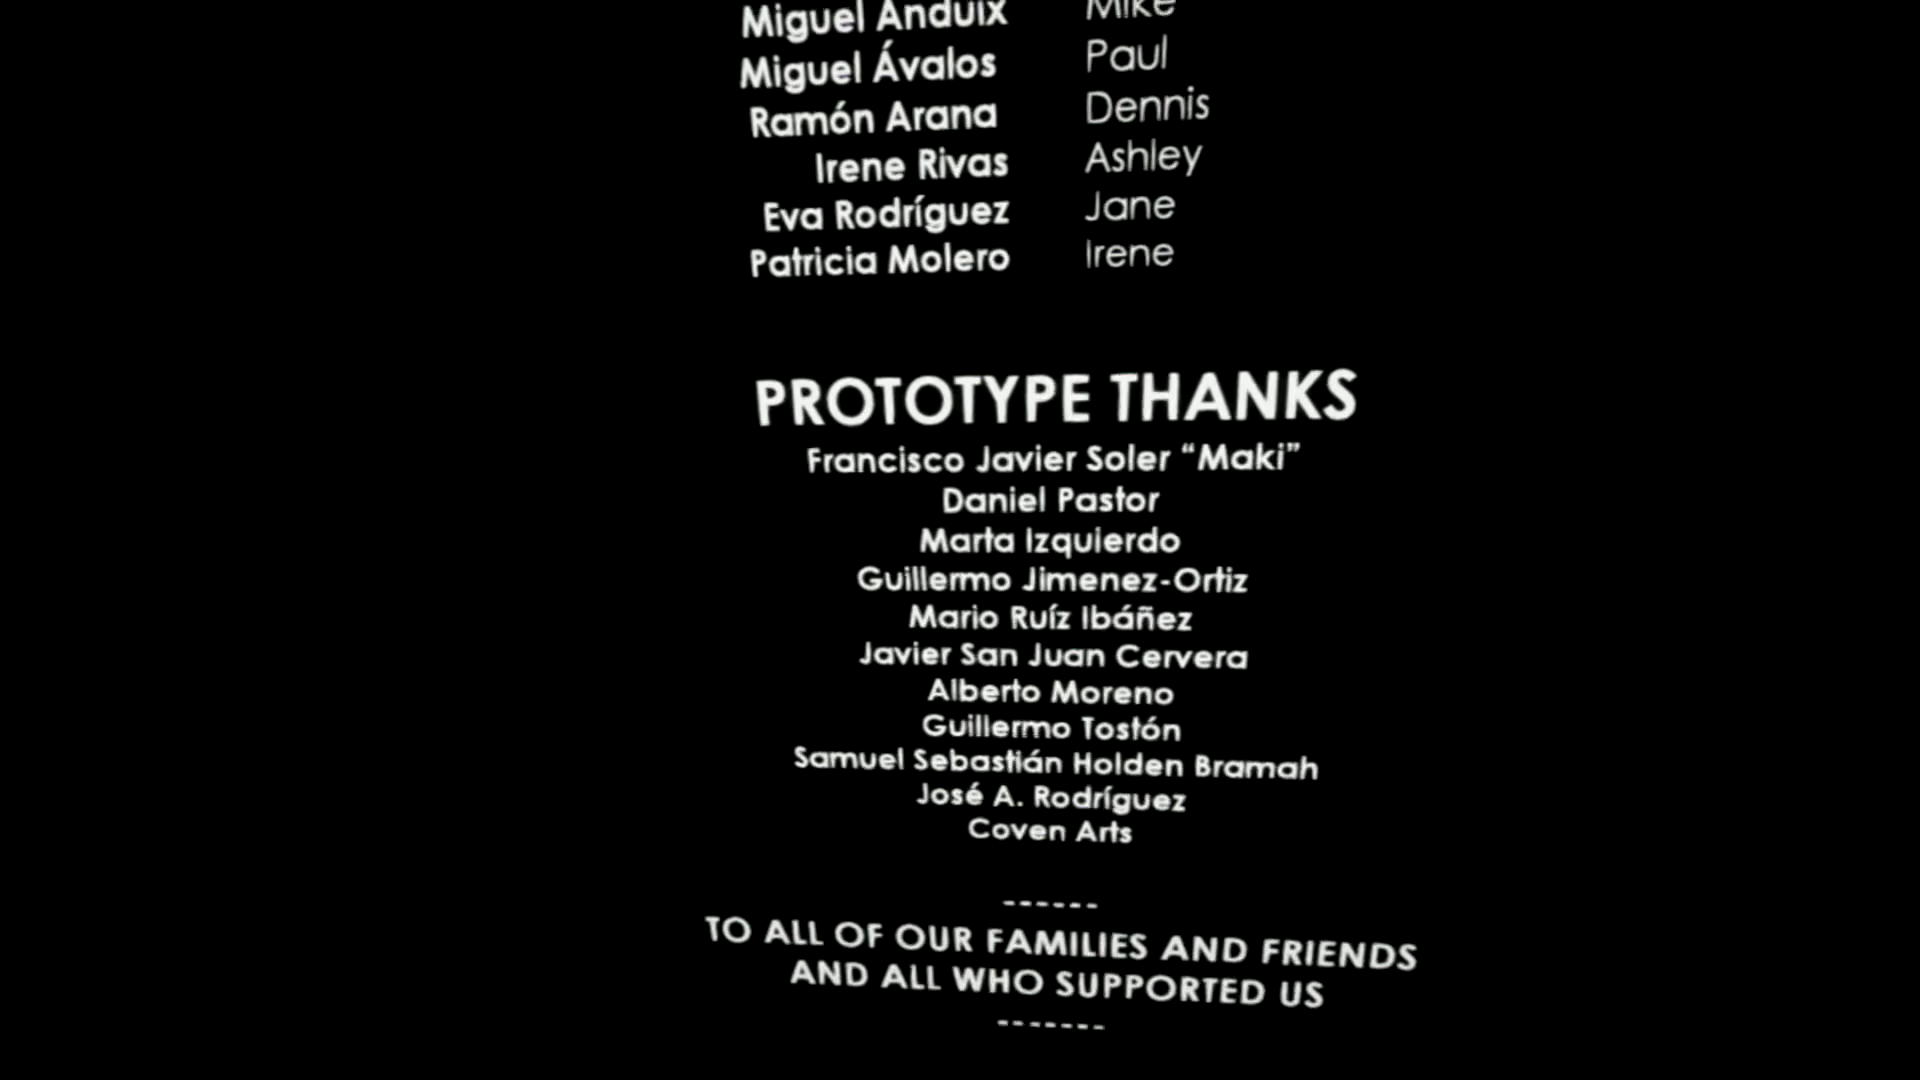 Miguel Anduix Mike
Miguel Ávalos Paul
Ramón Arana Dennis
Irene Rivas Ashley
Eva Rodríguez Jane
Patricia Molero Irene
PROTOTYPE THANKS
Francisco Javier Soler “Maki”
Daniel Pastor
Marta Izquierdo
Guillermo Jimenez-Ortiz
Mario Ruíz Ibáñez
Javier San Juan Cervera
Alberto Moreno
Guillermo Tostón
Samuel Sebastián Holden Bramah
José A. Rodríguez
Coven Arts
------
TO ALL OF OUR FAMILIES AND FRIENDS
AND ALL WHO SUPPORTED US
-------